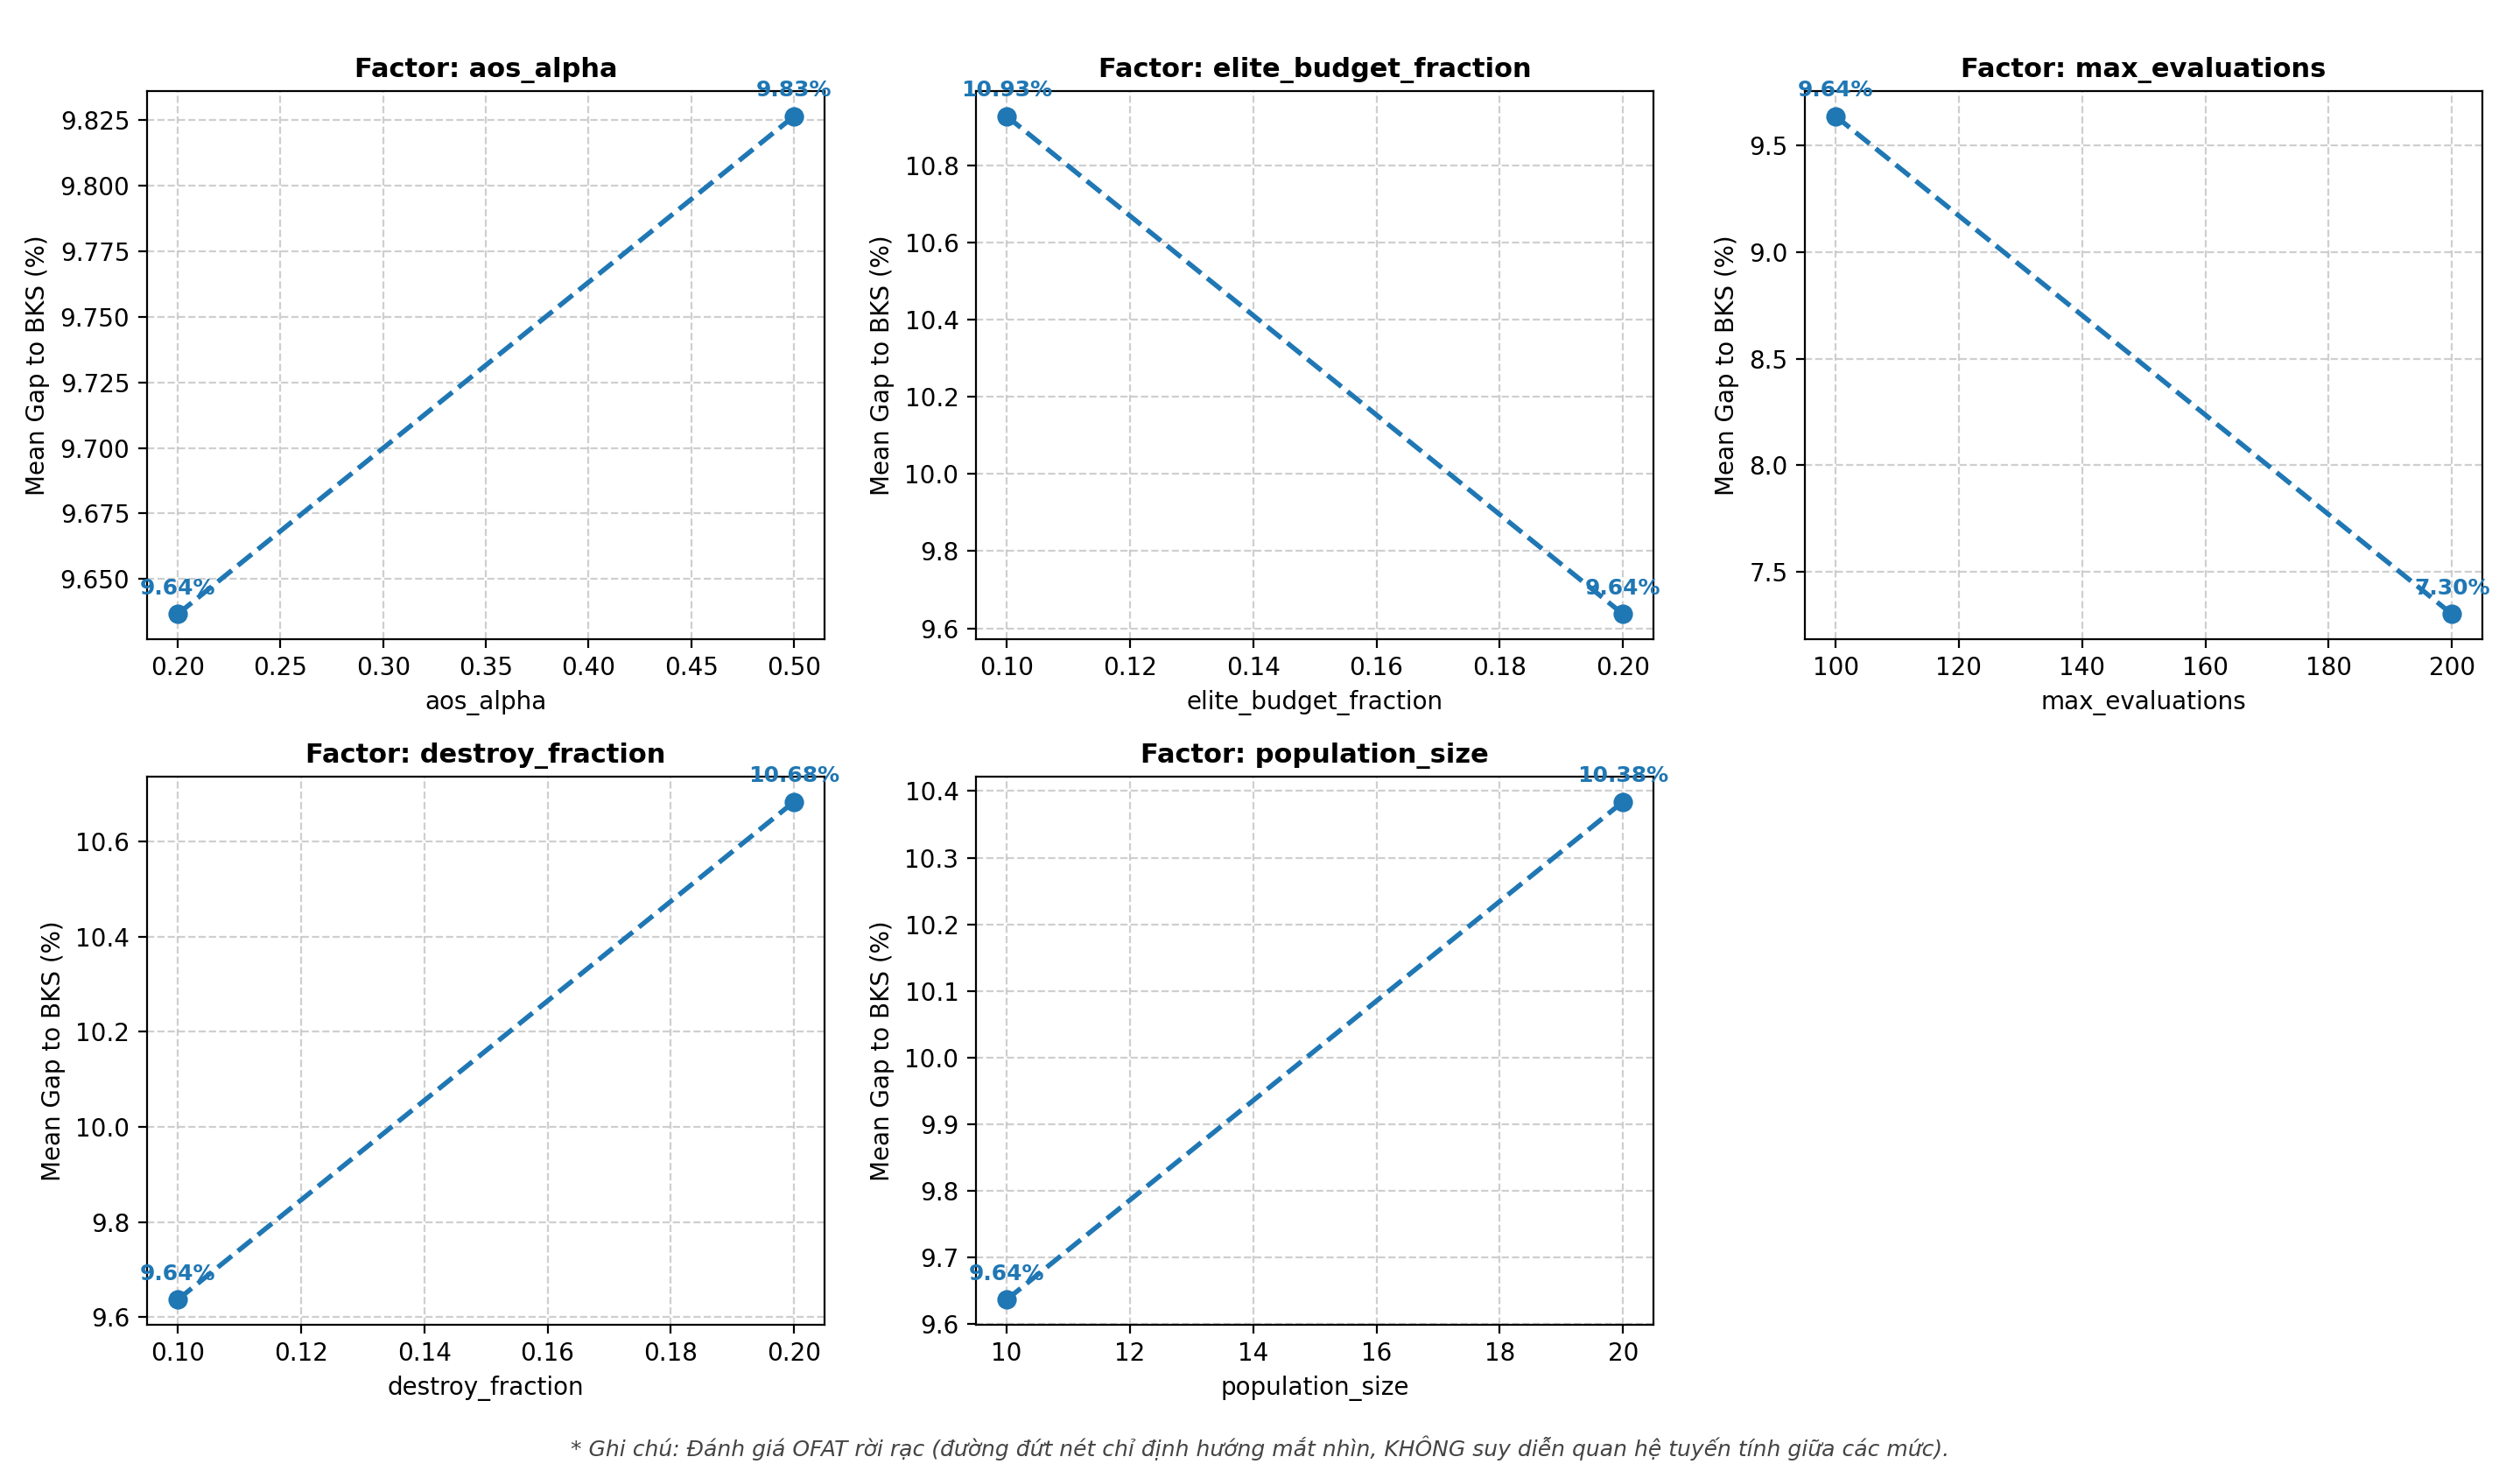 Factor: aos_alpha
9.83%
9.825
9.800
9.775
9.750
9.725
9.700
9.675
9.650
9.64%
Mean Gap to BKS (%)
0.20 0.25 0.30 0.35 0.40 0.45 0.50
aos_alpha
Factor: elite_budget_fraction
10.93%
10.8
10.6
10.4
10.2
10.0
9.8
9.6
9.64%
Mean Gap to BKS (%)
0.10 0.12 0.14 0.16 0.18 0.20
elite_budget_fraction
Factor: max_evaluations
9.64%
9.5
9.0
8.5
8.0
7.5
7.30%
Mean Gap to BKS (%)
100 120 140 160 180 200
max_evaluations
Factor: destroy_fraction
10.68%
10.6
10.4
10.2
10.0
9.8
9.6
9.64%
Mean Gap to BKS (%)
0.10 0.12 0.14 0.16 0.18 0.20
destroy_fraction
Factor: population_size
10.38%
10.4
10.3
10.2
10.1
10.0
9.9
9.8
9.7
9.6
9.64%
Mean Gap to BKS (%)
10 12 14 16 18 20
population_size
* Ghi chú: Đánh giá OFAT rời rạc (đường đứt nét chỉ định hướng mắt nhìn, KHÔNG suy diễn quan hệ tuyến tính giữa các mức).